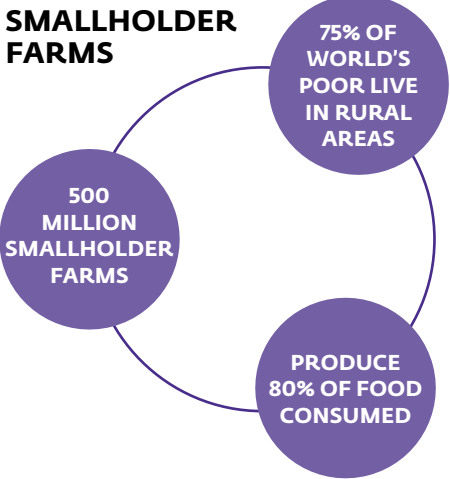 SMALLHOLDER
FARMS
75% OF
WORLD'S
POOR LIVE
IN RURAL
AREAS
500
MILLION
SMALLHOLDER
FARMS
PRODUCE
80% OF FOOD
CONSUMED